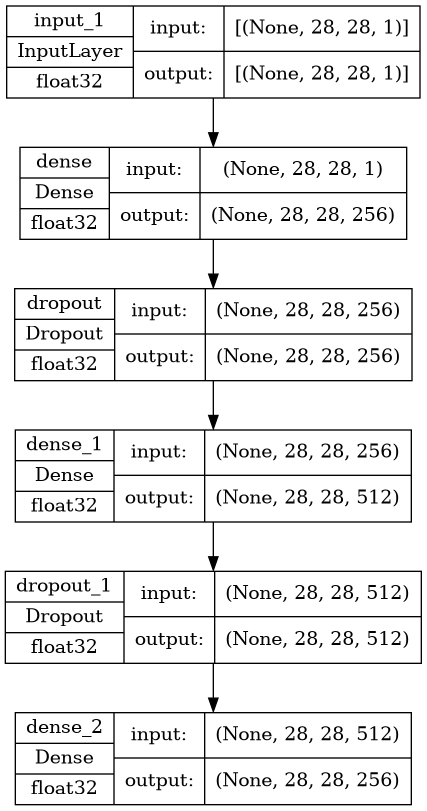 input_1
InputLayer
float32
input:
[(None, 28, 28, 1)]
output:
[(None, 28, 28, 1)]
dense
Dense
float32
input:
(None, 28, 28, 1)
output:
(None, 28, 28, 256)
dropout
Dropout
float32
input:
(None, 28, 28, 256)
output:
(None, 28, 28, 256)
dense_1
Dense
float32
input:
(None, 28, 28, 256)
output:
(None, 28, 28, 512)
dropout_1
Dropout
float32
input:
(None, 28, 28, 512)
output:
(None, 28, 28, 512)
dense_2
Dense
float32
input:
(None, 28, 28, 512)
output:
(None, 28, 28, 256)